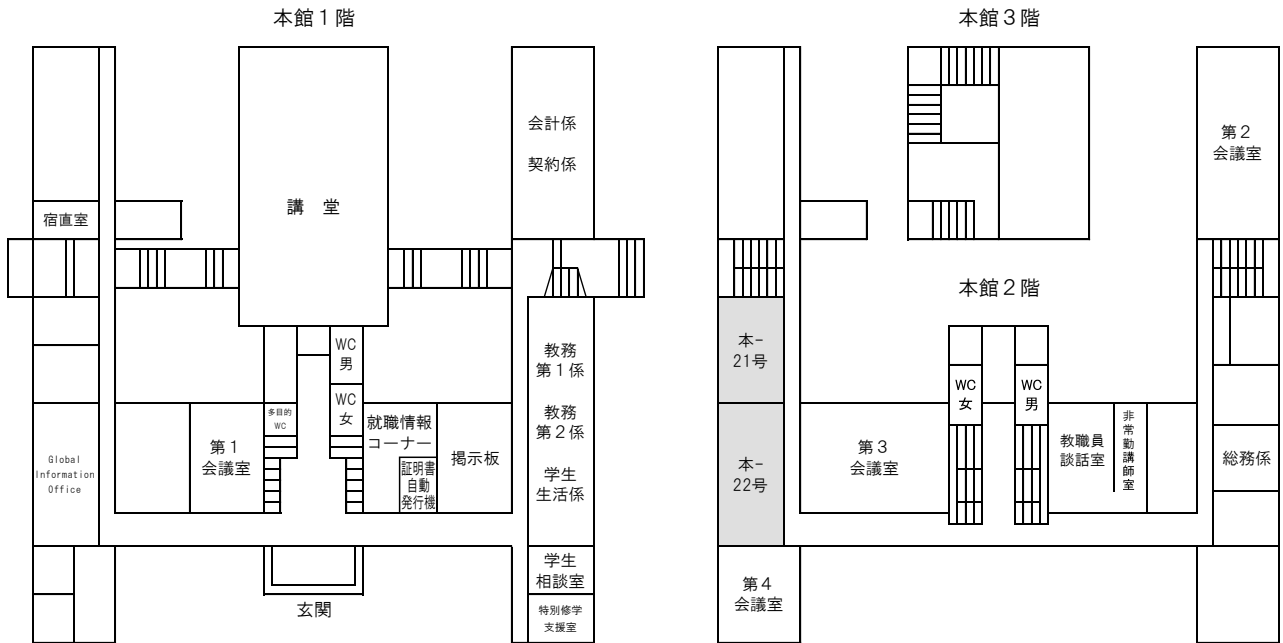 本館1階
会計係
契約係
講 堂
宿直室
WC
男
WC
女
教務
第1係
教務
第2係
学生
生活係
多目的
WC
就職情報
コーナー
掲示板
証明書
自動
発行機
第1
会議室
Global
Information
Office
学生
相談室
特別修学
支援室
玄関
本館3階
第2
会議室
本館2階
本-
21号
WC
女
WC
男
非常勤講師室
教職員
談話室
第3
会議室
総務係
本-
22号
第4
会議室